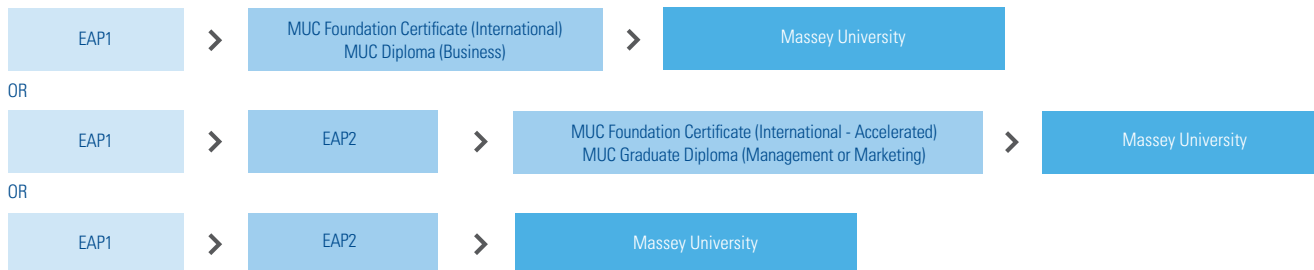 EAP1
MUC Foundation Certificate (International)
MUC Diploma (Business)
Massey University
OR
EAP1
EAP2
MUC Foundation Certificate (International - Accelerated)
MUC Graduate Diploma (Management or Marketing)
Massey University
OR
EAP1
EAP2
Massey University